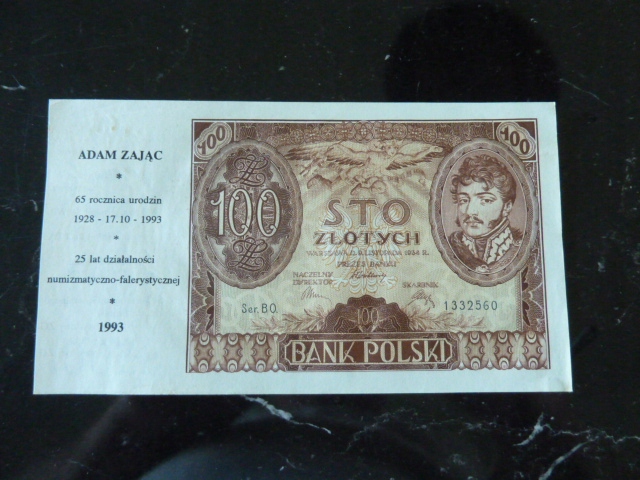 ADAM ZAJĄC
*
65 rocznica urodzin
1928 - 17.10 - 1993
*
25 lat działalności
numizmatyczno-falerystycznej
*
1993
100
100
100
STO
ZŁOTYCH
WARSZAWA, D. 9 LISTOPADA 1934 R.
PREZES BANKU
NACZELNY
DYREKTOR
SKARBNIK
Ser. BO.
1332560
100
BANK POLSKI